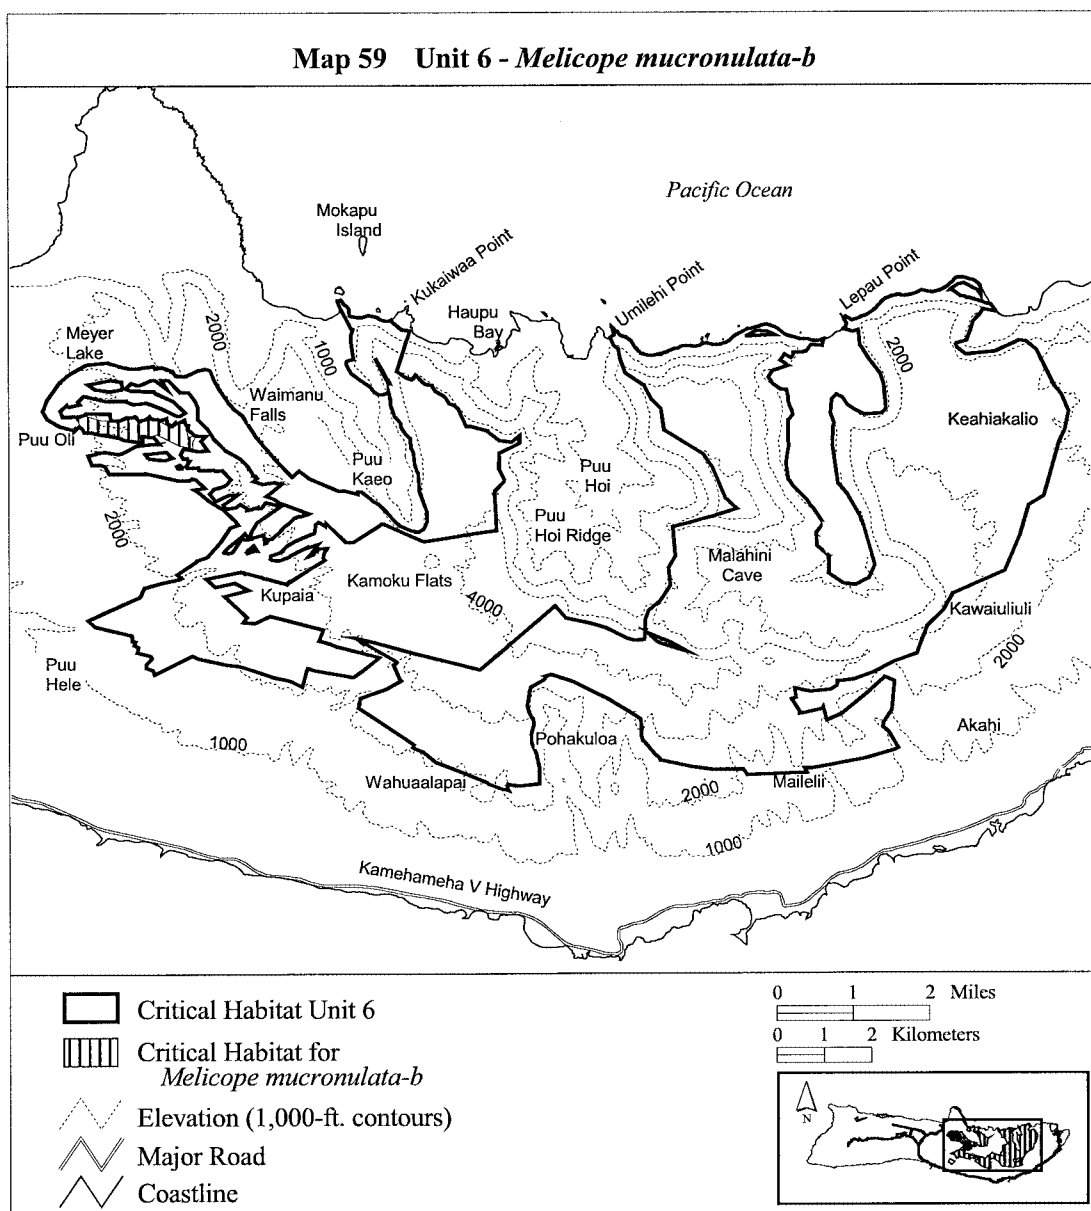 Map 59 Unit 6 - Melicope mucronulata-b
Pacific Ocean
Mokapu
Island
Kukaiwaa Point
Haupu
Bay
Umilehi Point
Lepau Point
Meyer
Lake
2000
1000
2000
Waimanu
Falls
Keahiakalio
Puu Oli
Puu
Kaeo
Puu
Hoi
Puu
Hoi Ridge
2000
Malahini
Cave
Kamoku Flats
Kupaia
4000
Kawaiuliuli
2000
Puu
Hele
1000
Pohakuloa
Akahi
Wahuaalapai
2000
Mailelii
1000
Kamehameha V Highway
Critical Habitat Unit 6
Critical Habitat for
Melicope mucronulata-b
Elevation (1,000-ft. contours)
Major Road
Coastline
0 1 2 Miles
0 1 2 Kilometers
N